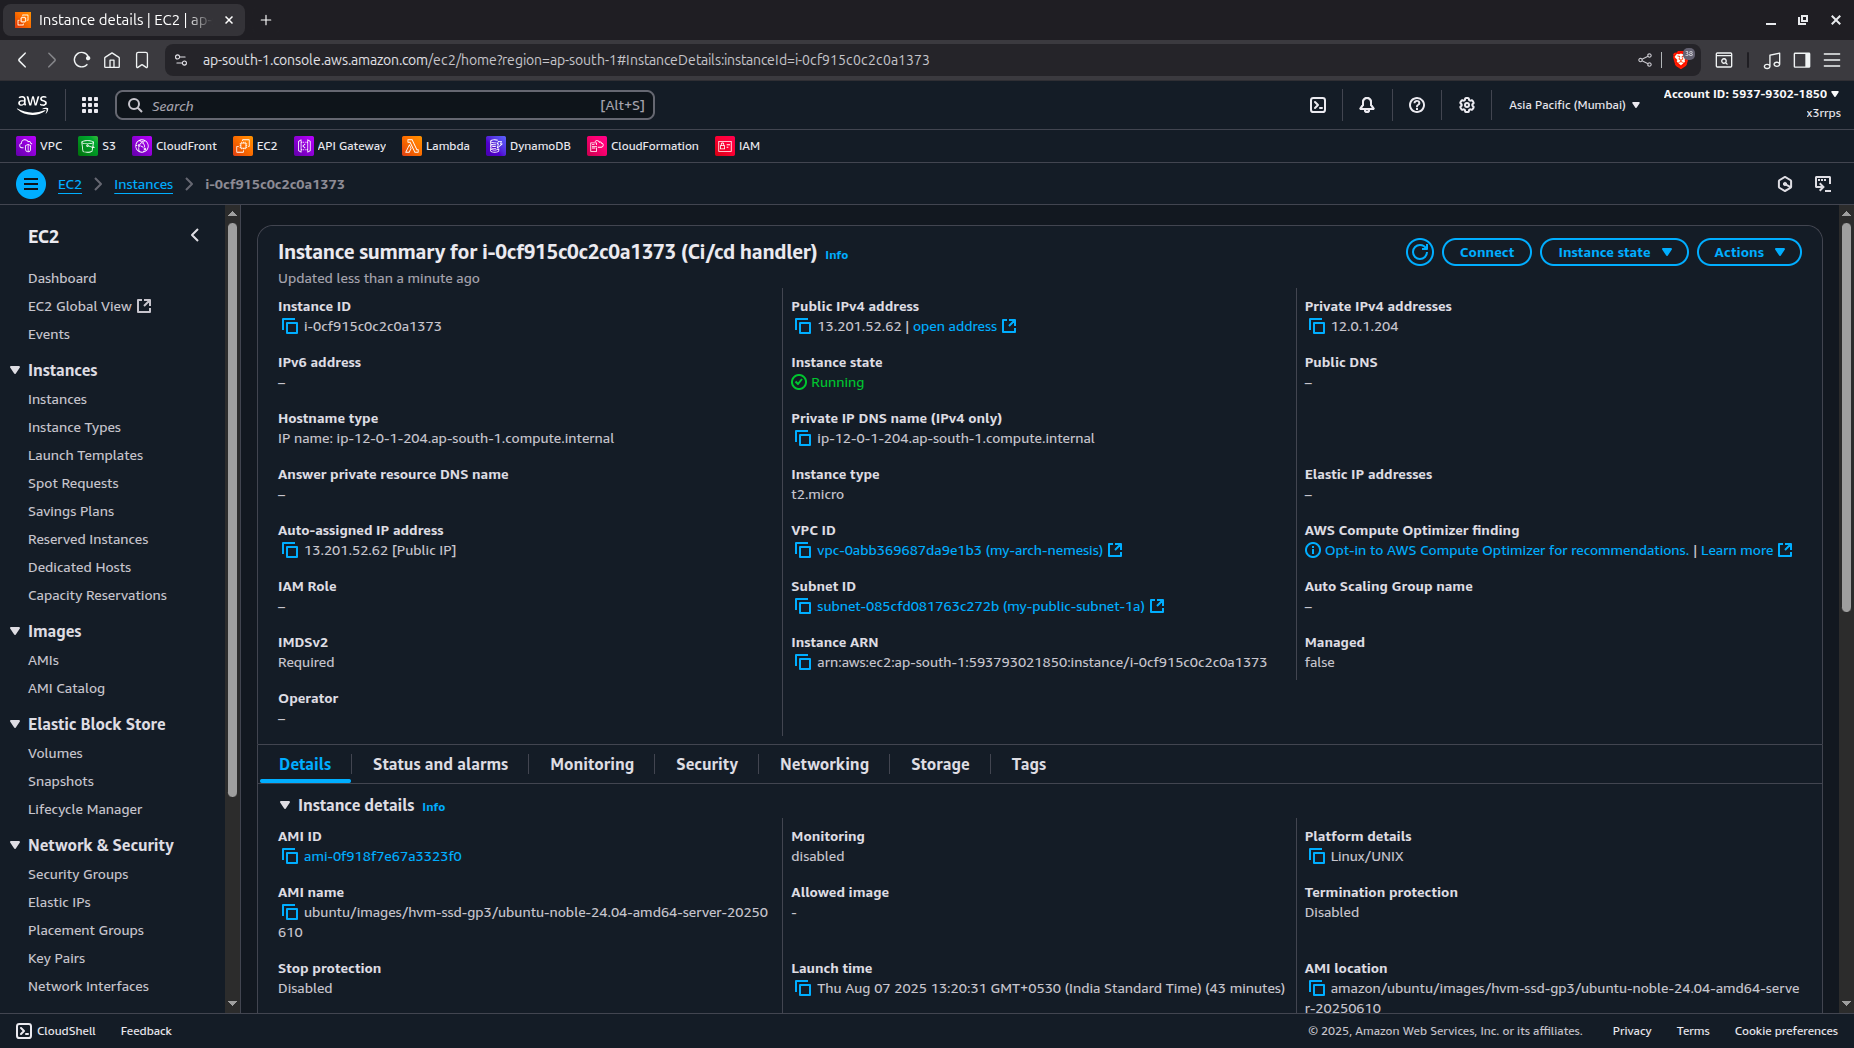 Instance details | EC2 | ap-
ap-south-1.console.aws.amazon.com/ec2/home?region=ap-south-1#InstanceDetails:instanceId=i-0cf915c0c2c0a1373
38
aws
Search
[Alt+S]
Asia Pacific (Mumbai)
Account ID: 5937-9302-1850
x3rrps
VPC
S3
CloudFront
EC2
API Gateway
Lambda
DynamoDB
CloudFormation
IAM
EC2
Instances
i-0cf915c0c2c0a1373
EC2
Dashboard
EC2 Global View
Events
Instances
Instances
Instance Types
Launch Templates
Spot Requests
Savings Plans
Reserved Instances
Dedicated Hosts
Capacity Reservations
Images
AMIs
AMI Catalog
Elastic Block Store
Volumes
Snapshots
Lifecycle Manager
Network & Security
Security Groups
Elastic IPs
Placement Groups
Key Pairs
Network Interfaces
Instance summary for i-0cf915c0c2c0a1373 (Ci/cd handler) Info
Updated less than a minute ago
Connect
Instance state
Actions
Instance ID
i-0cf915c0c2c0a1373
Public IPv4 address
13.201.52.62 | open address
Private IPv4 addresses
12.0.1.204
IPv6 address
–
Instance state
Running
Public DNS
–
Hostname type
IP name: ip-12-0-1-204.ap-south-1.compute.internal
Private IP DNS name (IPv4 only)
ip-12-0-1-204.ap-south-1.compute.internal
Answer private resource DNS name
–
Instance type
t2.micro
Elastic IP addresses
–
Auto-assigned IP address
13.201.52.62 [Public IP]
VPC ID
vpc-0abb369687da9e1b3 (my-arch-nemesis)
AWS Compute Optimizer finding
Opt-in to AWS Compute Optimizer for recommendations. | Learn more
IAM Role
–
Subnet ID
subnet-085cfd081763c272b (my-public-subnet-1a)
Auto Scaling Group name
–
IMDSv2
Required
Instance ARN
arn:aws:ec2:ap-south-1:593793021850:instance/i-0cf915c0c2c0a1373
Managed
false
Operator
–
Details
Status and alarms
Monitoring
Security
Networking
Storage
Tags
Instance details Info
AMI ID
ami-0f918f7e67a3323f0
Monitoring
disabled
Platform details
Linux/UNIX
AMI name
ubuntu/images/hvm-ssd-gp3/ubuntu-noble-24.04-amd64-server-20250
610
Allowed image
-
Termination protection
Disabled
Stop protection
Disabled
Launch time
Thu Aug 07 2025 13:20:31 GMT+0530 (India Standard Time) (43 minutes)
AMI location
amazon/ubuntu/images/hvm-ssd-gp3/ubuntu-noble-24.04-amd64-serve
r-20250610
CloudShell
Feedback
© 2025, Amazon Web Services, Inc. or its affiliates.
Privacy
Terms
Cookie preferences